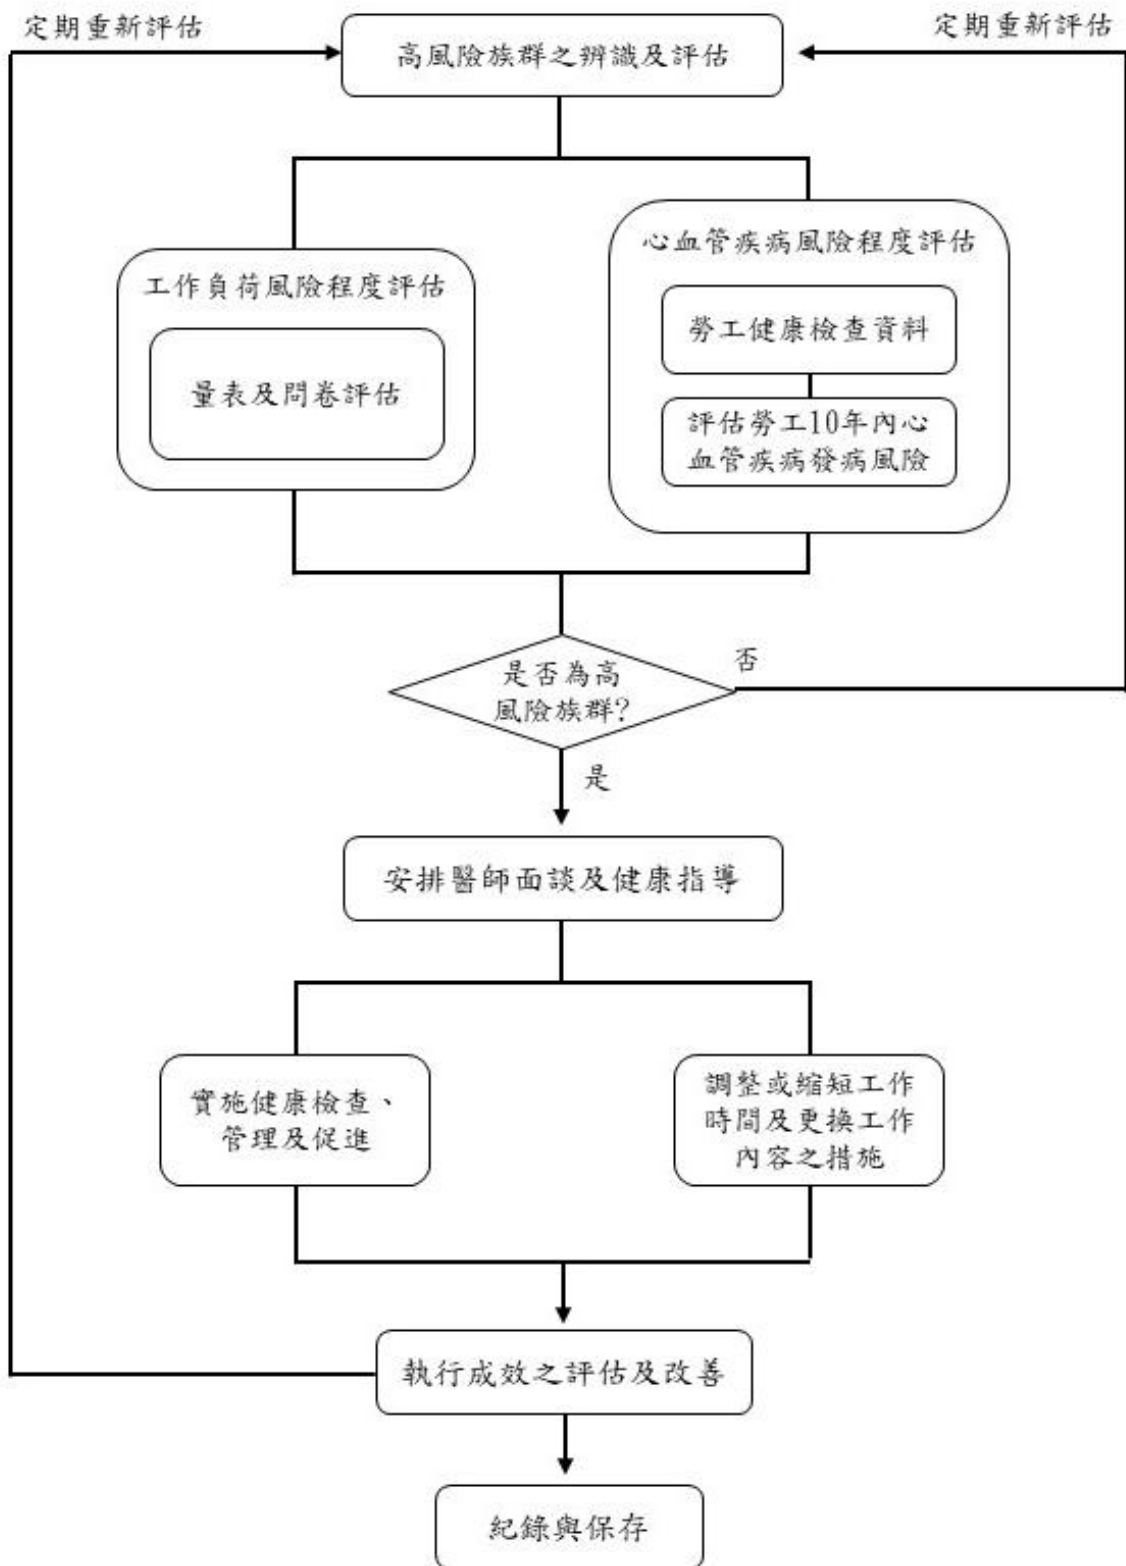 定期重新評估
定期重新評估
高風險族群之辨識及評估
工作負荷風險程度評估
量表及問卷評估
心血管疾病風險程度評估
勞工健康檢查資料
評估勞工10年內心
血管疾病發病風險
是否為高
風險族群?
否
是
安排醫師面談及健康指導
實施健康檢查、
管理及促進
調整或縮短工作
時間及更換工作
內容之措施
執行成效之評估及改善
紀錄與保存